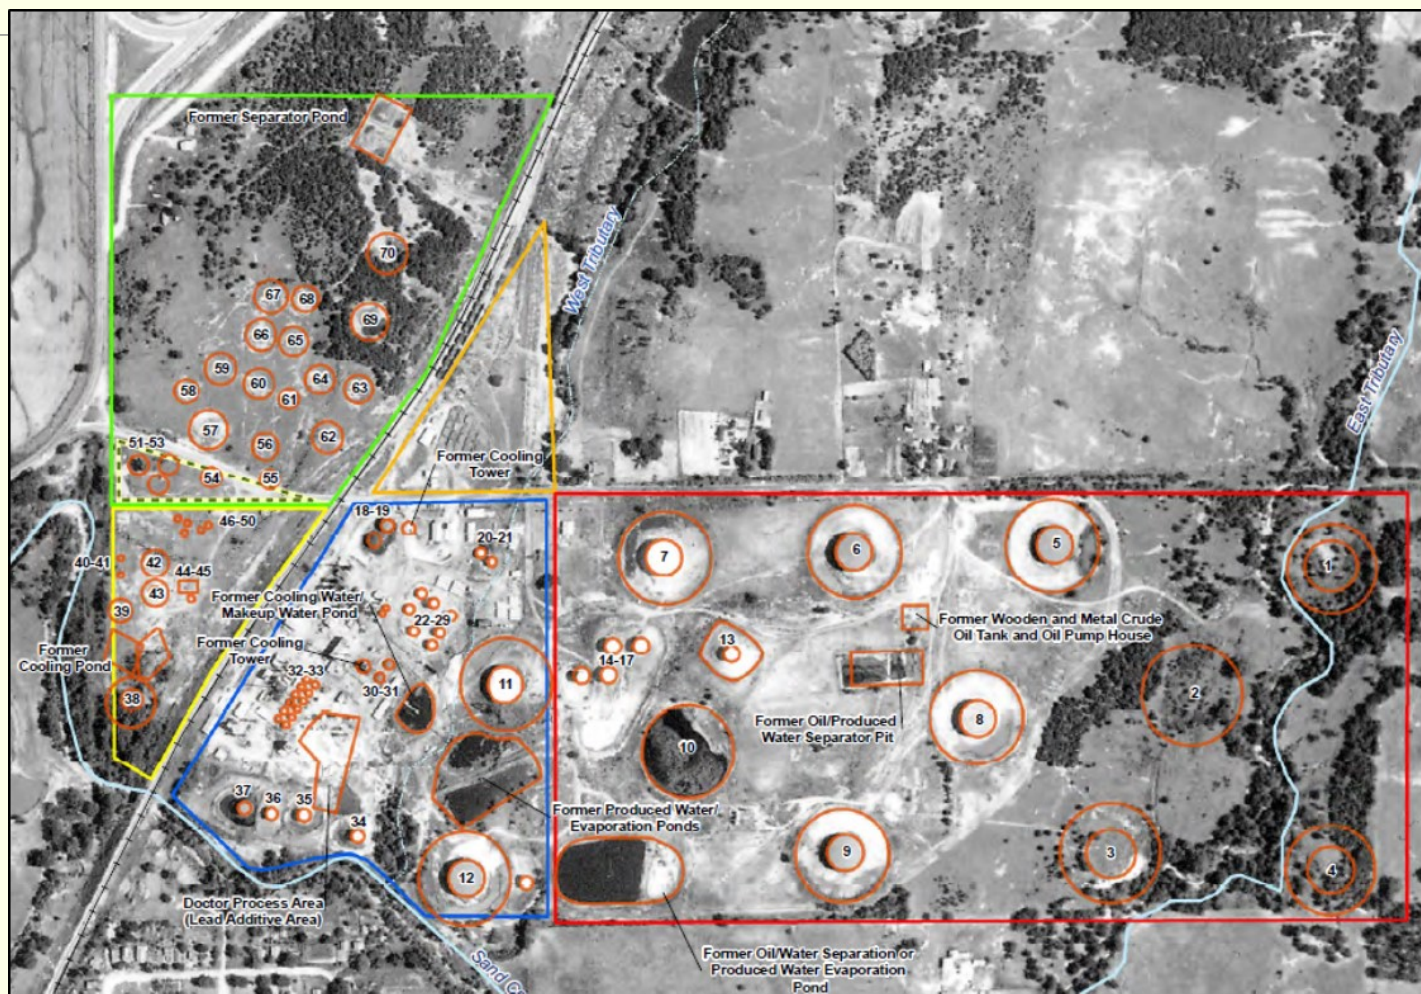 Former Separator Pond
West Tributary
East Tributary
70
67
68
69
66
65
59
60
64
63
58
61
57
56
62
51-53
54
55
Former Cooling
Tower
18-19
46-50
20-21
40-41
42
44-45
43
39
Former Cooling Water/
Makeup Water Pond
22-29
Former Cooling
Tower
Former
Cooling Pond
32-33
30-31
38
11
37
36
35
34
12
Doctor Process Area
(Lead Additive Area)
Sand
7
6
5
1
13
14-17
Former Wooden and Metal Crude
Oil Tank and Oil Pump House
2
8
10
Former Oil/Produced
Water Separator Pit
Former Produced Water/
Evaporation Ponds
9
3
4
Former Oil/Water Separation or
Produced Water Evaporation
Pond